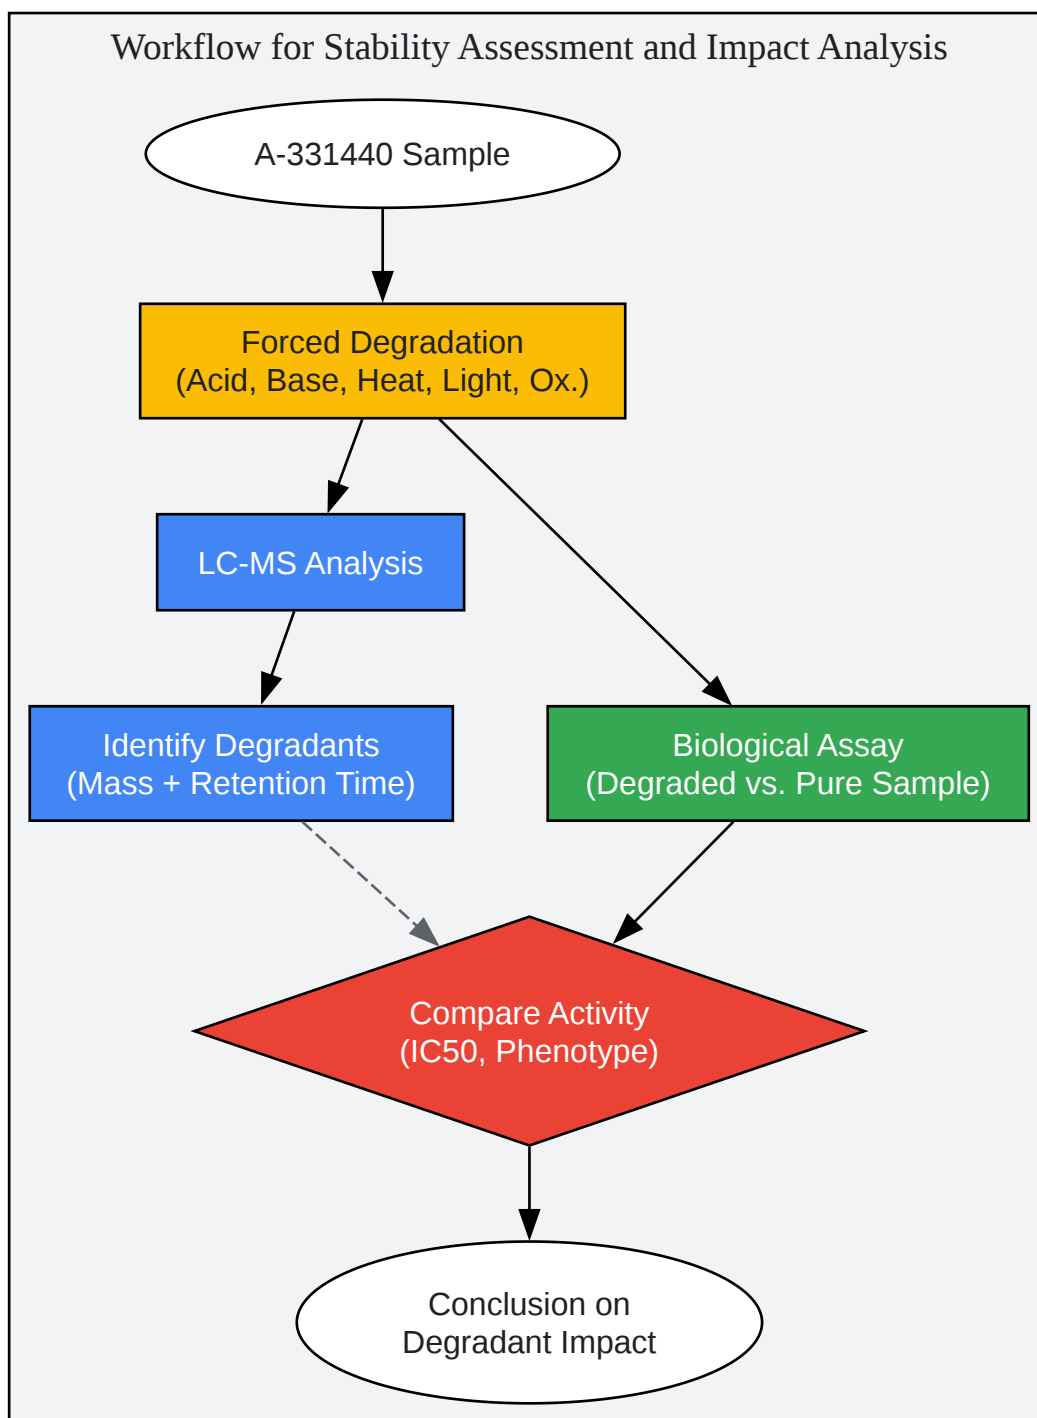 Workflow for Stability Assessment and Impact Analysis
A-331440 Sample
Forced Degradation
(Acid, Base, Heat, Light, Ox.)
LC-MS Analysis
Identify Degradants
(Mass + Retention Time)
Biological Assay
(Degraded vs. Pure Sample)
Compare Activity
(IC50, Phenotype)
Conclusion on
Degradant Impact